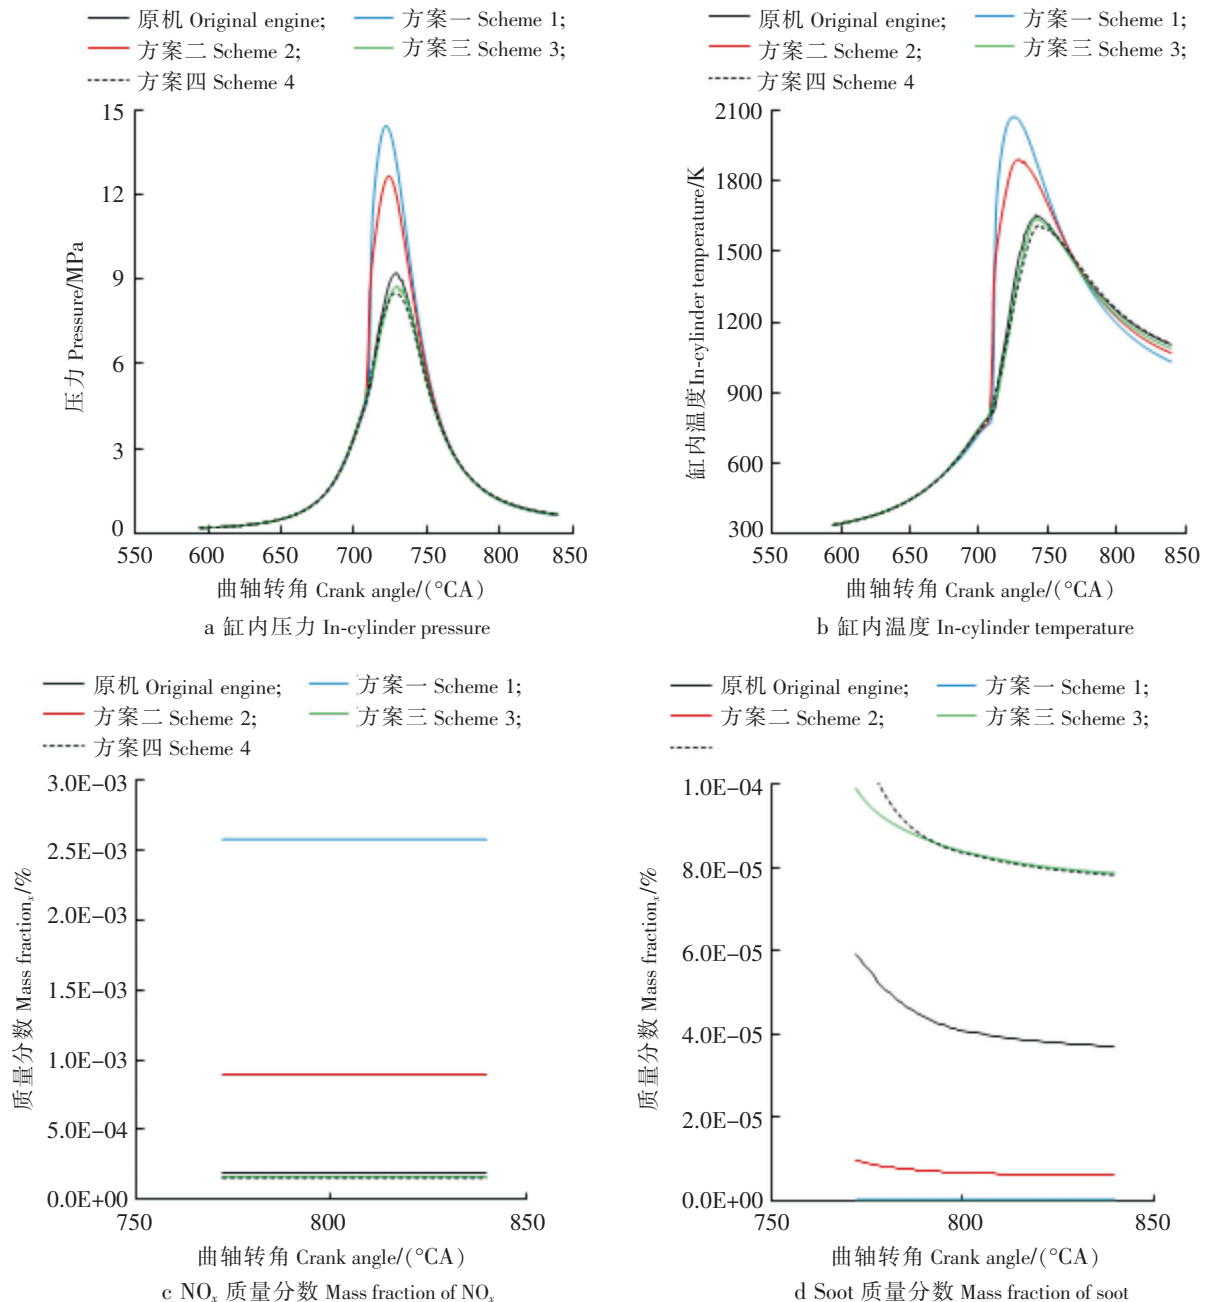 原机 Original engine; 方案一 Scheme 1;
方案二 Scheme 2; 方案三 Scheme 3;
方案四 Scheme 4
15
12
9
6
3
0
压力 Pressure/MPa
550 600 650 700 750 800 850
曲轴转角 Crank angle/(°CA)
a 缸内压力 In-cylinder pressure
原机 Original engine; 方案一 Scheme 1;
方案二 Scheme 2; 方案三 Scheme 3;
方案四 Scheme 4
2100
1800
1500
1200
900
600
300
缸内温度In-cylinder temperature/K
550 600 650 700 750 800 850
曲轴转角 Crank angle/(°CA)
b 缸内温度 In-cylinder temperature
原机 Original engine; 方案一 Scheme 1;
方案二 Scheme 2; 方案三 Scheme 3;
方案四 Scheme 4
3.0E-03
2.5E-03
2.0E-03
1.5E-03
1.0E-03
5.0E-04
0.0E+00
质量分数 Mass fractionₓ/%
750 800 850
曲轴转角 Crank angle/(°CA)
c NOₓ 质量分数 Mass fraction of NOₓ
原机 Original engine; 方案一 Scheme 1;
方案二 Scheme 2; 方案三 Scheme 3;
1.0E-04
8.0E-05
6.0E-05
4.0E-05
2.0E-05
0.0E+00
质量分数 Mass fractionₓ/%
750 800 850
曲轴转角 Crank angle/(°CA)
d Soot 质量分数 Mass fraction of soot